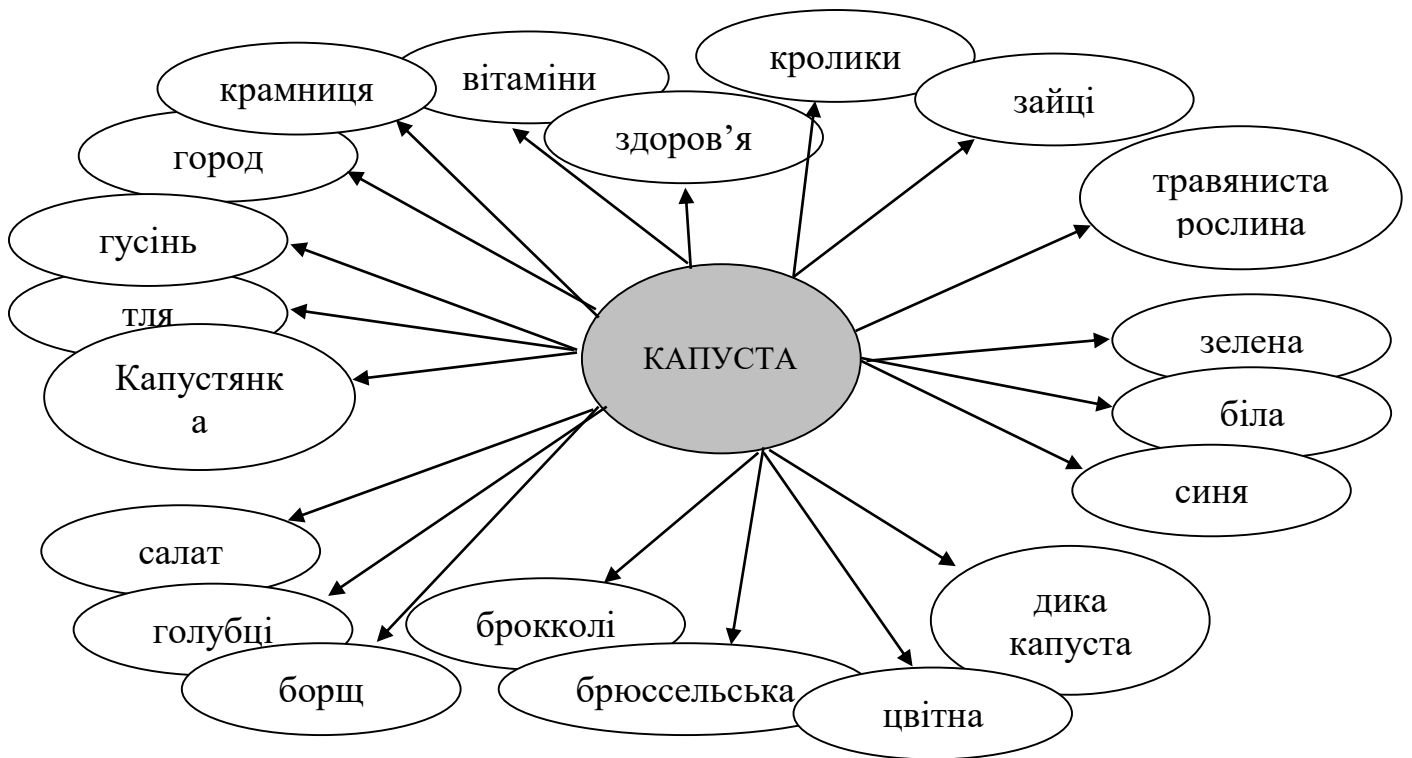 кролики
вітаміни
крамниця
зайці
здоров’я
город
травяниста
рослина
гусінь
тля
зелена
КАПУСТА
Капустянк
а
біла
синя
салат
дика
капуста
голубці
брокколі
борщ
брюссельська
цвітна